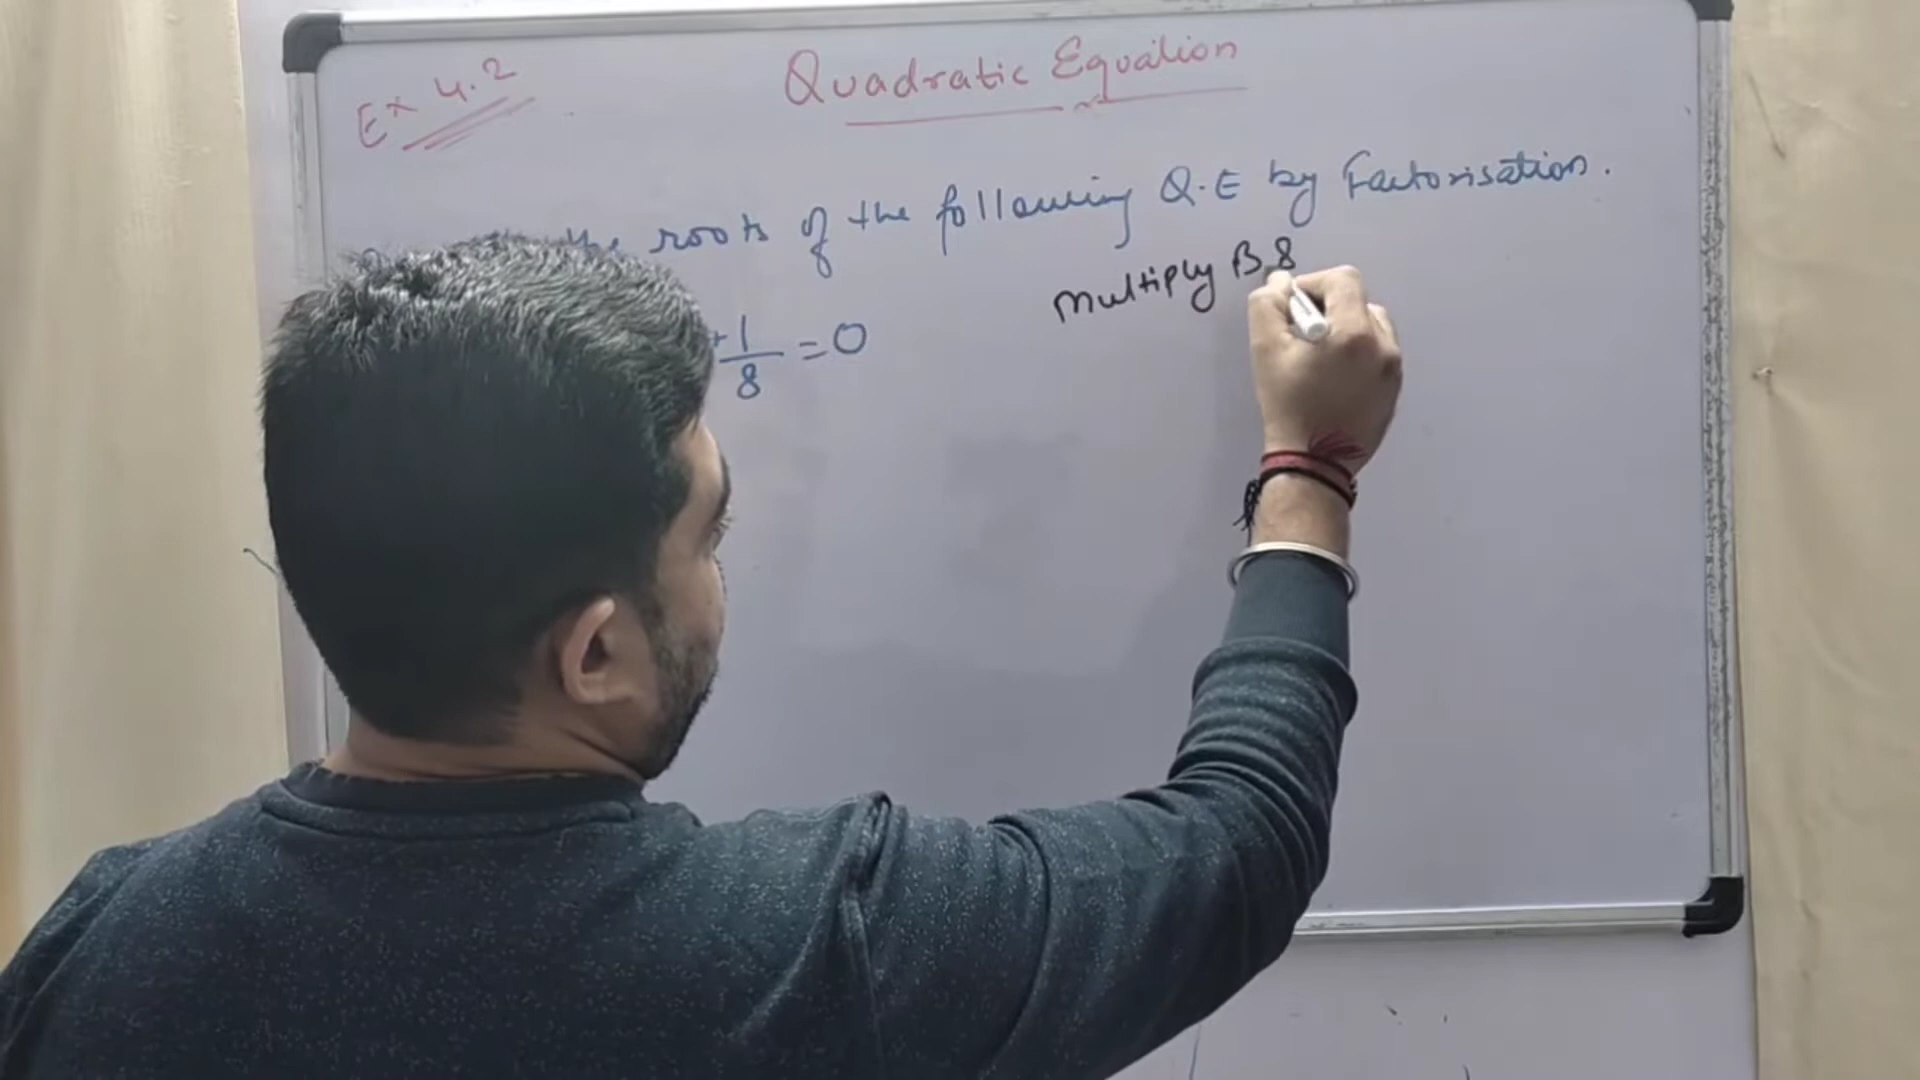 Ex 4.2
Quadratic Equation
the roots of the following Q.E by Factorisation.
Multiply B 8
+ 1/8 = 0